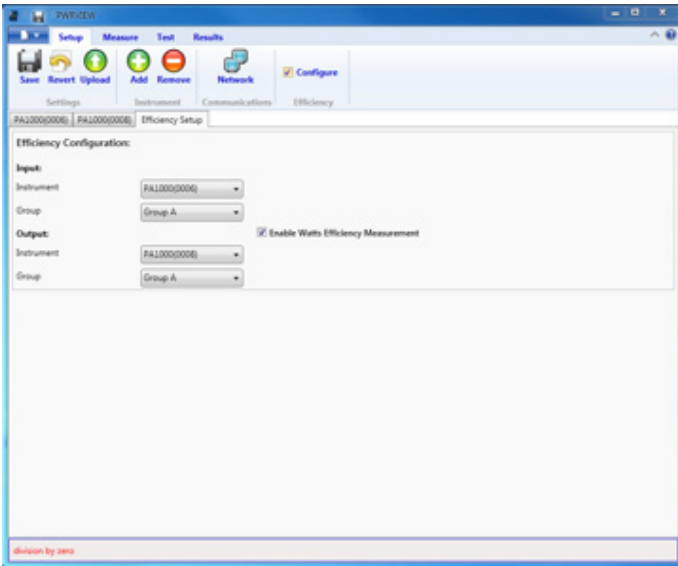 PWRVIEW
Setup Measure Test Results
Save Revert Upload Add Remove Network Configure
Settings Instrument Communications Efficiency
PA1000(0006) PA1000(0008) Efficiency Setup
Efficiency Configuration:
Input:
Instrument PA1000(0006)
Group Group A
Output: Enable Watts Efficiency Measurement
Instrument PA1000(0008)
Group Group A
division by zero